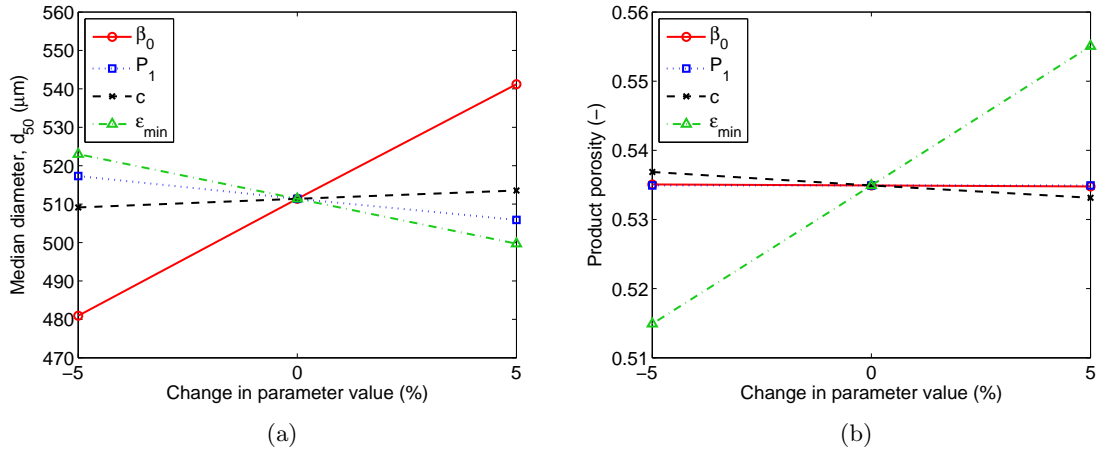 560
550
540
530
520
510
500
490
480
470
Median diameter, d50 (μm)
β0
P1
c
εmin
−5
0
5
Change in parameter value (%)
(a)
0.56
0.55
0.54
0.53
0.52
0.51
Product porosity (−)
β0
P1
c
εmin
−5
0
5
Change in parameter value (%)
(b)